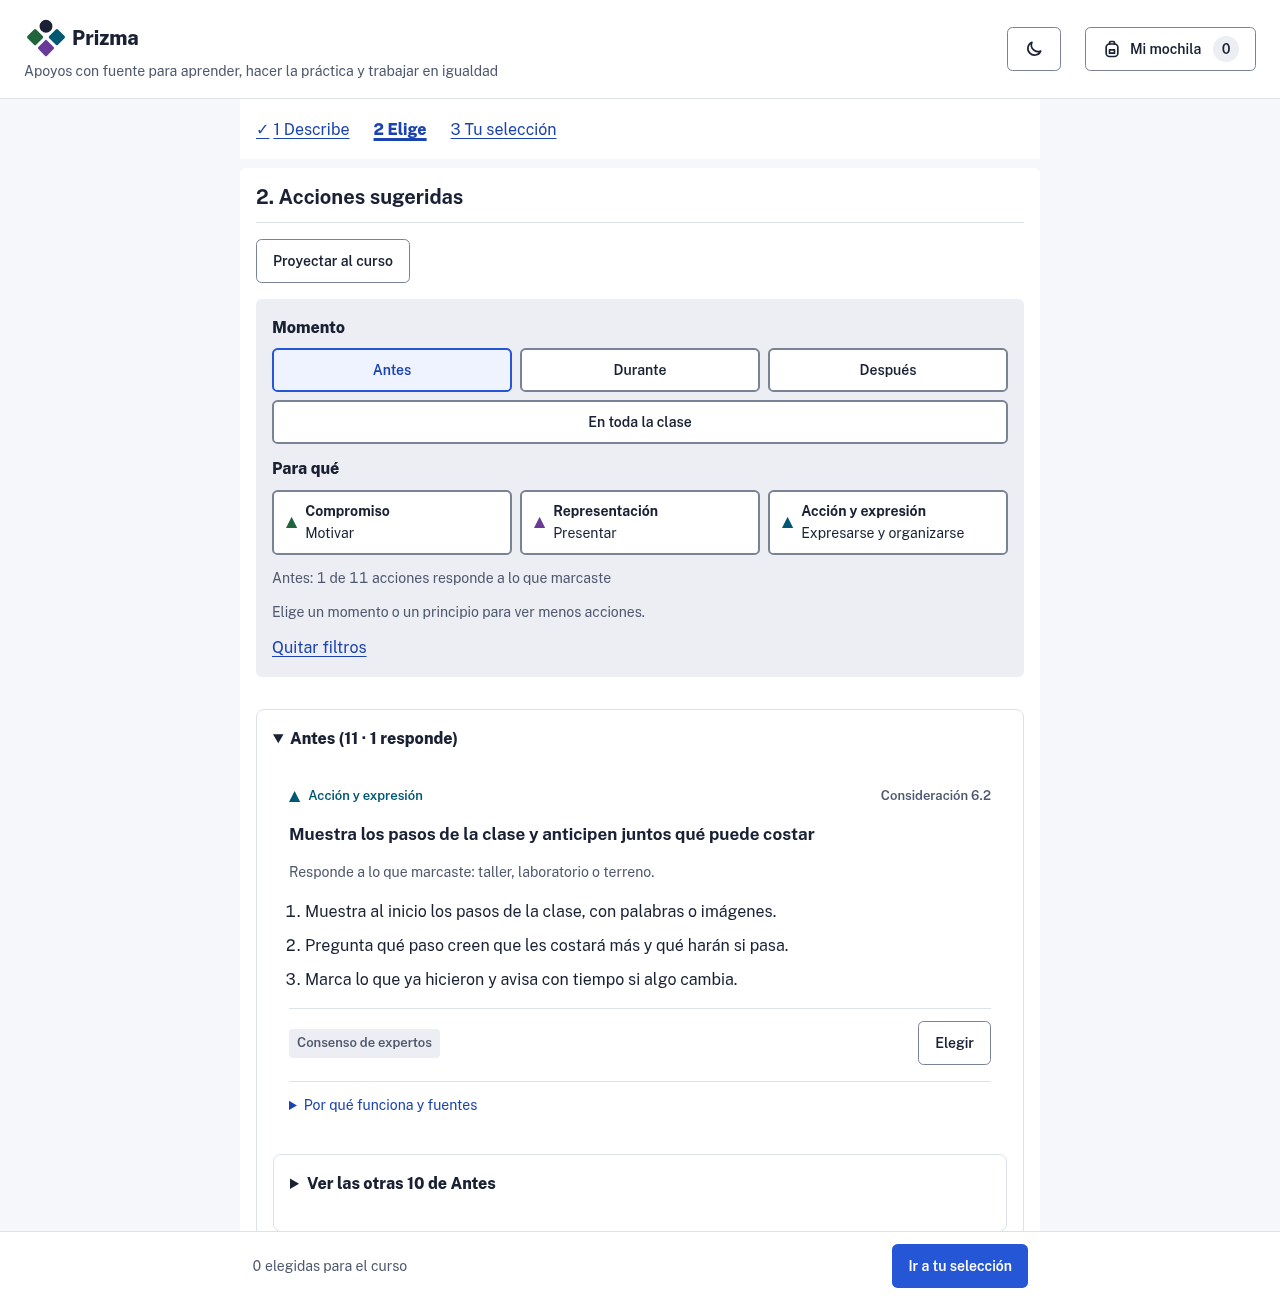 Prizma
Apoyos con fuente para aprender, hacer la práctica y trabajar en igualdad
Mi mochila 0
✓ 1 Describe 2 Elige 3 Tu selección
2. Acciones sugeridas
Proyectar al curso
Momento
Antes Durante Después
En toda la clase
Para qué
Compromiso
Motivar
Representación
Presentar
Acción y expresión
Expresarse y organizarse
Antes: 1 de 11 acciones responde a lo que marcaste
Elige un momento o un principio para ver menos acciones.
Quitar filtros
▼ Antes (11 · 1 responde)
▲ Acción y expresión Consideración 6.2
Muestra los pasos de la clase y anticipen juntos qué puede costar
Responde a lo que marcaste: taller, laboratorio o terreno.
1. Muestra al inicio los pasos de la clase, con palabras o imágenes.
2. Pregunta qué paso creen que les costará más y qué harán si pasa.
3. Marca lo que ya hicieron y avisa con tiempo si algo cambia.
Consenso de expertos Elegir
▶ Por qué funciona y fuentes
▶ Ver las otras 10 de Antes
0 elegidas para el curso Ir a tu selección